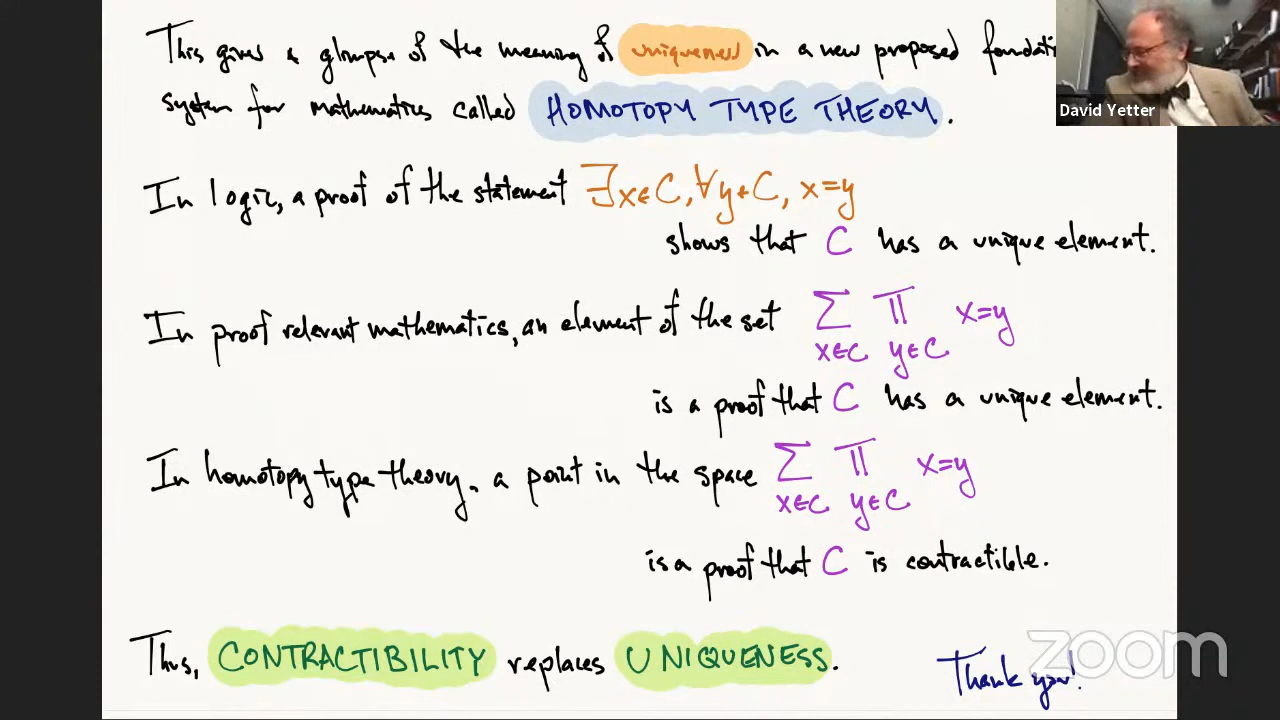 This gives a glimpse of the meaning of uniqueness in a new proposed foundati
system for mathematics called HOMOTOPY TYPE THEORY.
David Yetter
In logic, a proof of the statement ∃x∈C, ∀y∈C, x=y
shows that C has a unique element.
In proof relevant mathematics, an element of the set ∑ x∈C ∏ y∈C x=y
is a proof that C has a unique element.
In homotopy type theory, a point in the space ∑ x∈C ∏ y∈C x=y
is a proof that C is contractible.
Thus, CONTRACTIBILITY replaces UNIQUENESS.
Thank you!
zoom